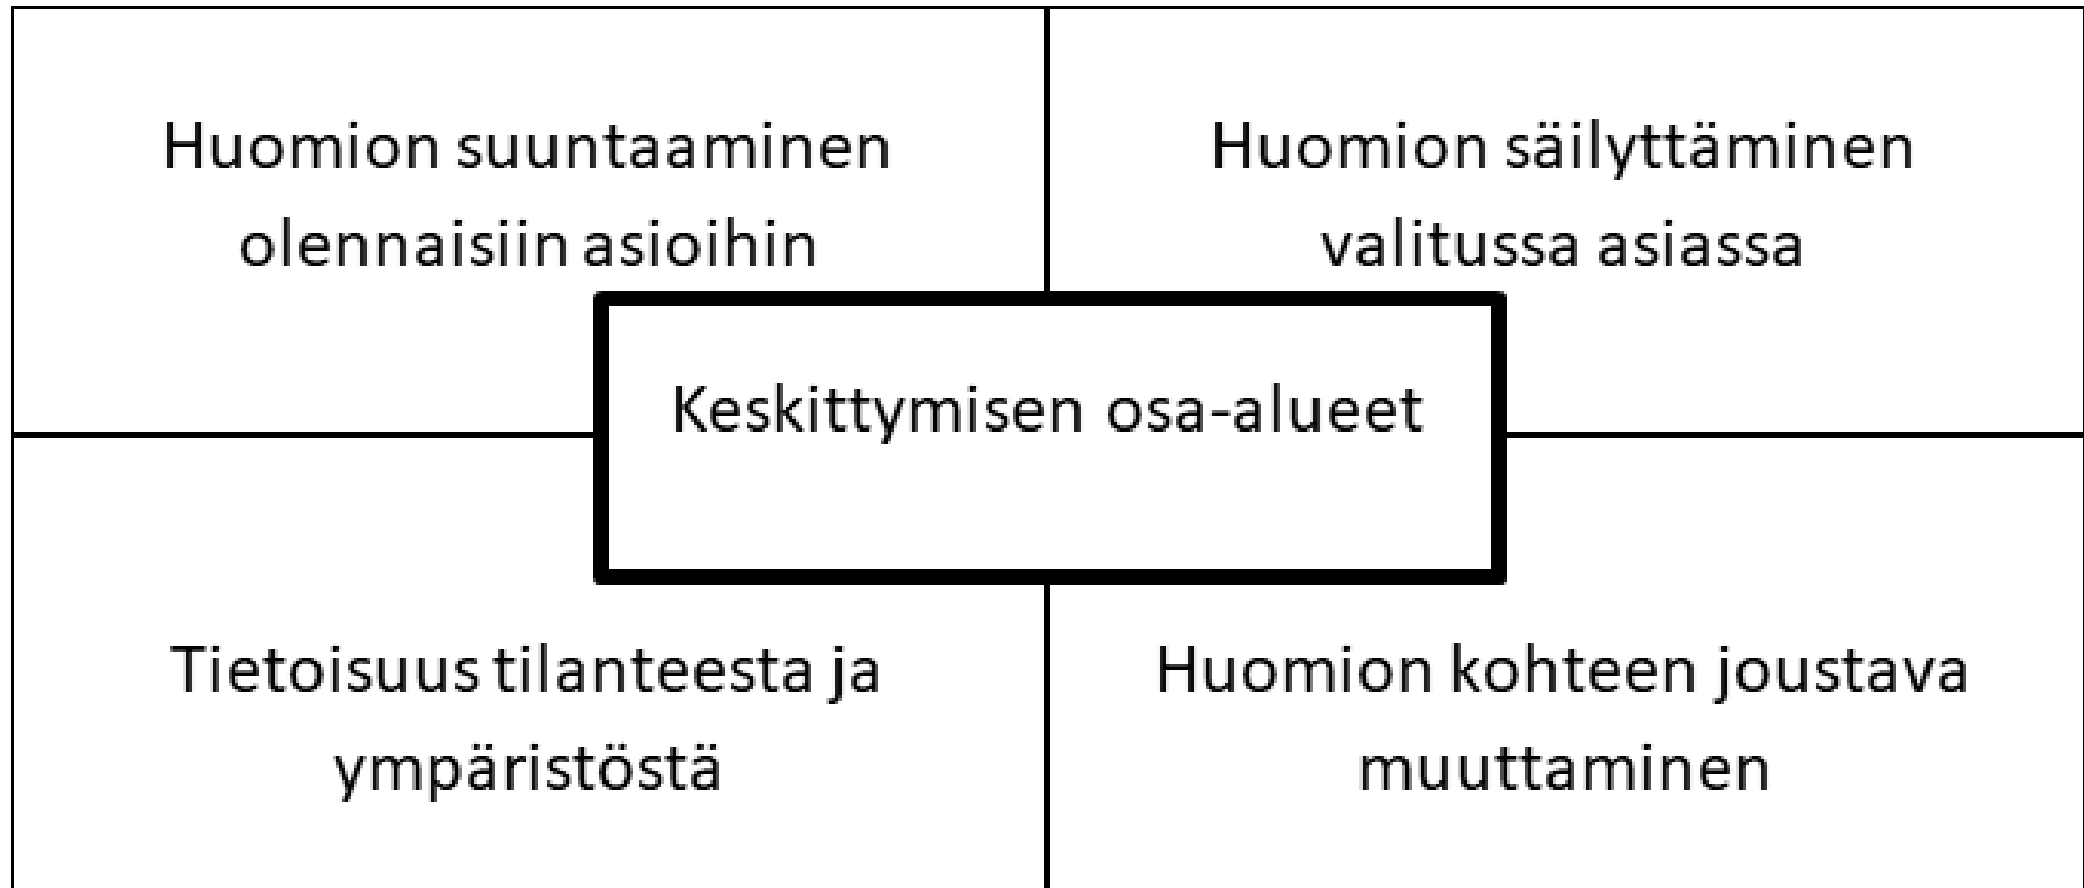 Huomion suuntaaminen
olennaisiin asioihin
Huomion säilyttäminen
valitussa asiassa
Keskittymisen osa-alueet
Tietoisuus tilanteesta ja
ympäristöstä
Huomion kohteen joustava
muuttaminen